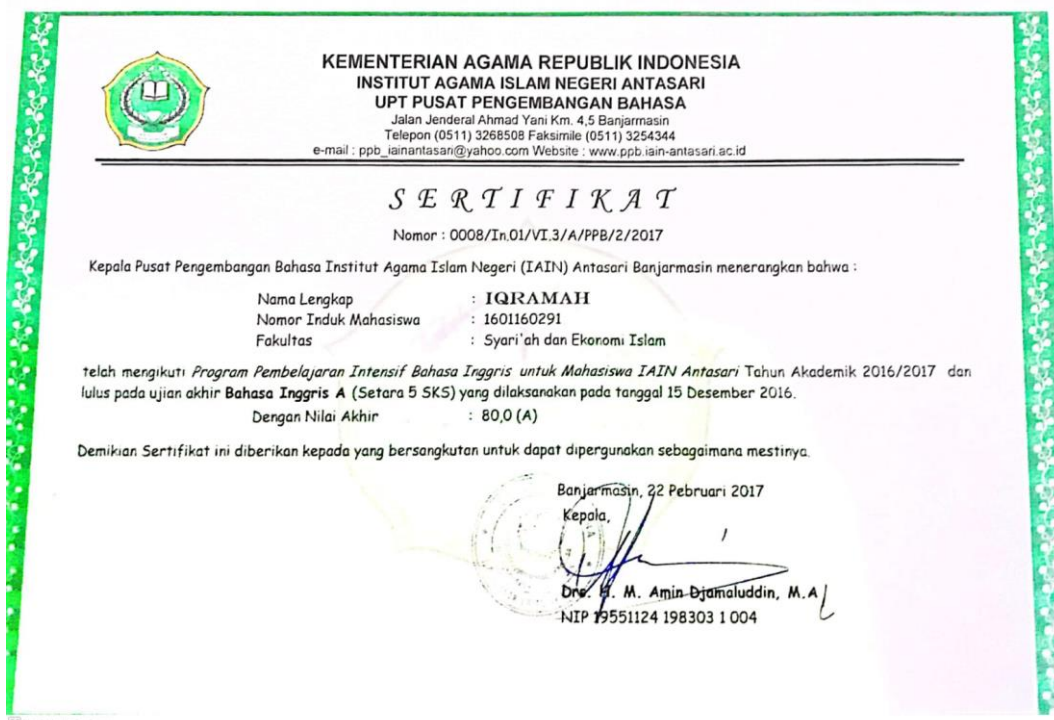 KEMENTERIAN AGAMA REPUBLIK INDONESIA
INSTITUT AGAMA ISLAM NEGERI ANTASARI
UPT PUSAT PENGEMBANGAN BAHASA
Jalan Jenderal Ahmad Yani Km. 4,5 Banjarmasin
Telepon (0511) 3268508 Faksimile (0511) 3254344
e-mail : ppb_iainantasari@yahoo.com Website : www.ppb.iain-antasari.ac.id
SERTIFIKAT
Nomor : 0008/In.01/VI.3/A/PPB/2/2017
Kepala Pusat Pengembangan Bahasa Institut Agama Islam Negeri (IAIN) Antasari Banjarmasin menerangkan bahwa :
Nama Lengkap : IQRAMAH
Nomor Induk Mahasiswa : 1601160291
Fakultas : Syari'ah dan Ekonomi Islam
telah mengikuti Program Pembelajaran Intensif Bahasa Inggris untuk Mahasiswa IAIN Antasari Tahun Akademik 2016/2017 dan
lulus pada ujian akhir Bahasa Inggris A (Setara 5 SKS) yang dilaksanakan pada tanggal 15 Desember 2016.
Dengan Nilai Akhir : 80,0 (A)
Demikian Sertifikat ini diberikan kepada yang bersangkutan untuk dapat dipergunakan sebagaimana mestinya.
Banjarmasin, 22 Pebruari 2017
Kepala,
Drs. H. M. Amin Djamaluddin, M.A
NIP 19551124 198303 1 004